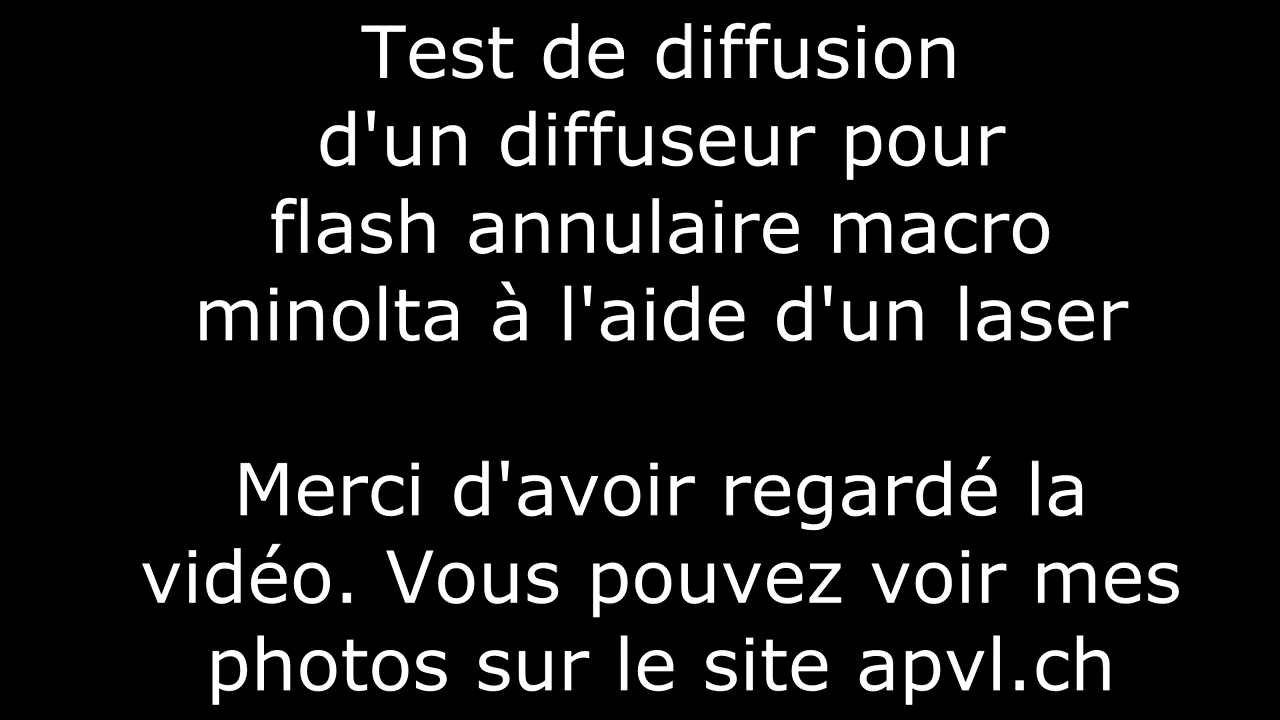 Test de diffusion
d'un diffuseur pour
flash annulaire macro
minolta à l'aide d'un laser
Merci d'avoir regardé la
vidéo. Vous pouvez voir mes
photos sur le site apvl.ch